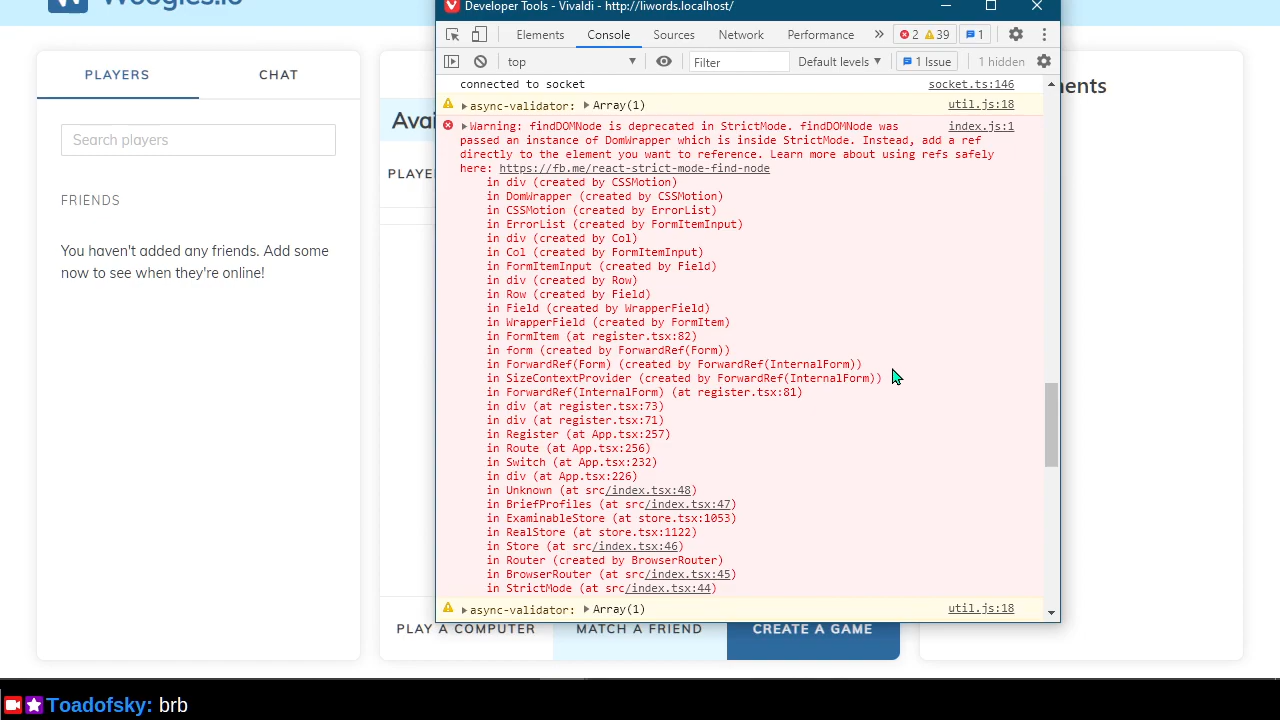 Woogles.io
PLAYERS
CHAT
Search players
FRIENDS
You haven't added any friends. Add some
now to see when they're online!
Avai
PLAYE
ents
PLAY A COMPUTER
MATCH A FRIEND
CREATE A GAME
Developer Tools - Vivaldi - http://liwords.localhost/
Elements
Console
Sources
Network
Performance
»
2
39
1
top
Filter
Default levels
1 Issue
1 hidden
connected to socket
socket.ts:146
async-validator: Array(1)
util.js:18
Warning: findDOMNode is deprecated in StrictMode. findDOMNode was
index.js:1
passed an instance of DomWrapper which is inside StrictMode. Instead, add a ref
directly to the element you want to reference. Learn more about using refs safely
here: https://fb.me/react-strict-mode-find-node
in div (created by CSSMotion)
in DomWrapper (created by CSSMotion)
in CSSMotion (created by ErrorList)
in ErrorList (created by FormItemInput)
in div (created by Col)
in Col (created by FormItemInput)
in FormItemInput (created by Field)
in div (created by Row)
in Row (created by Field)
in Field (created by WrapperField)
in WrapperField (created by FormItem)
in FormItem (at register.tsx:82)
in form (created by ForwardRef(Form))
in ForwardRef(Form) (created by ForwardRef(InternalForm))
in SizeContextProvider (created by ForwardRef(InternalForm))
in ForwardRef(InternalForm) (at register.tsx:81)
in div (at register.tsx:73)
in div (at register.tsx:71)
in Register (at App.tsx:257)
in Route (at App.tsx:256)
in Switch (at App.tsx:232)
in div (at App.tsx:226)
in Unknown (at src/index.tsx:48)
in BriefProfiles (at src/index.tsx:47)
in ExaminableStore (at store.tsx:1053)
in RealStore (at store.tsx:1122)
in Store (at src/index.tsx:46)
in Router (created by BrowserRouter)
in BrowserRouter (at src/index.tsx:45)
in StrictMode (at src/index.tsx:44)
async-validator: Array(1)
util.js:18
Toadofsky: brb